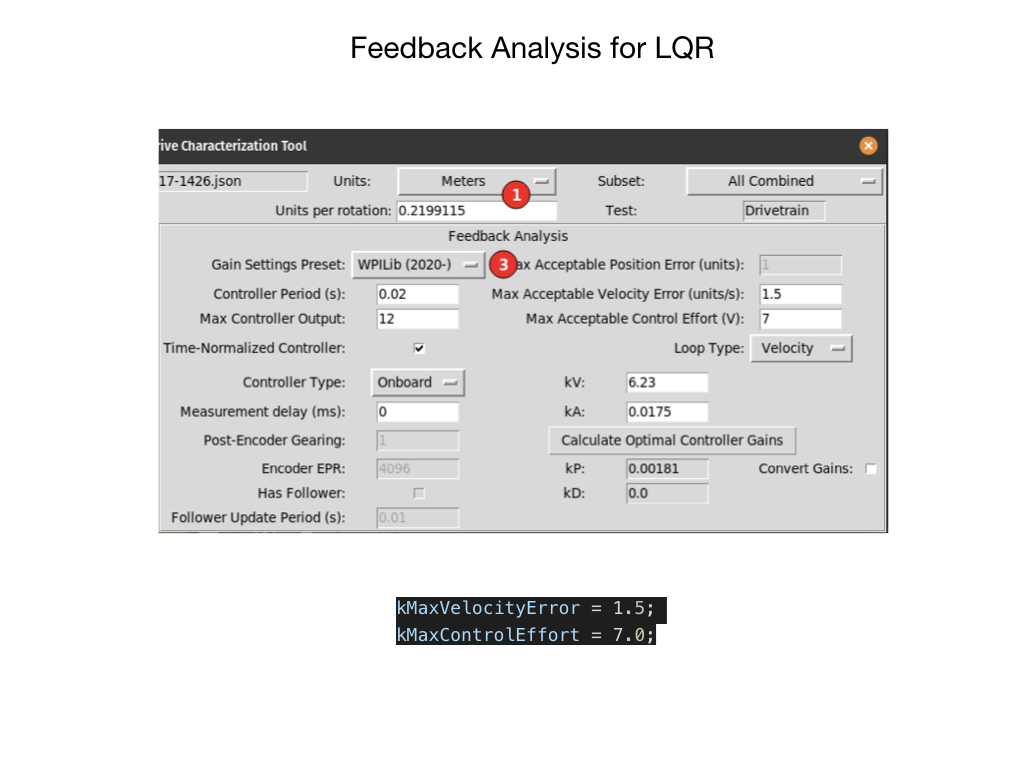 Feedback Analysis for LQR
rive Characterization Tool
17-1426.json Units: Meters Subset: All Combined
1
Units per rotation: 0.2199115 Test: Drivetrain
Feedback Analysis
Gain Settings Preset: WPILib (2020-) 3 ax Acceptable Position Error (units): 1
Controller Period (s): 0.02 Max Acceptable Velocity Error (units/s): 1.5
Max Controller Output: 12 Max Acceptable Control Effort (V): 7
Time-Normalized Controller: Loop Type: Velocity
Controller Type: Onboard kV: 6.23
Measurement delay (ms): 0 kA: 0.0175
Post-Encoder Gearing: 1 Calculate Optimal Controller Gains
Encoder EPR: 4096 kP: 0.00181 Convert Gains:
Has Follower: kD: 0.0
Follower Update Period (s): 0.01
kMaxVelocityError = 1.5;
kMaxControlEffort = 7.0;